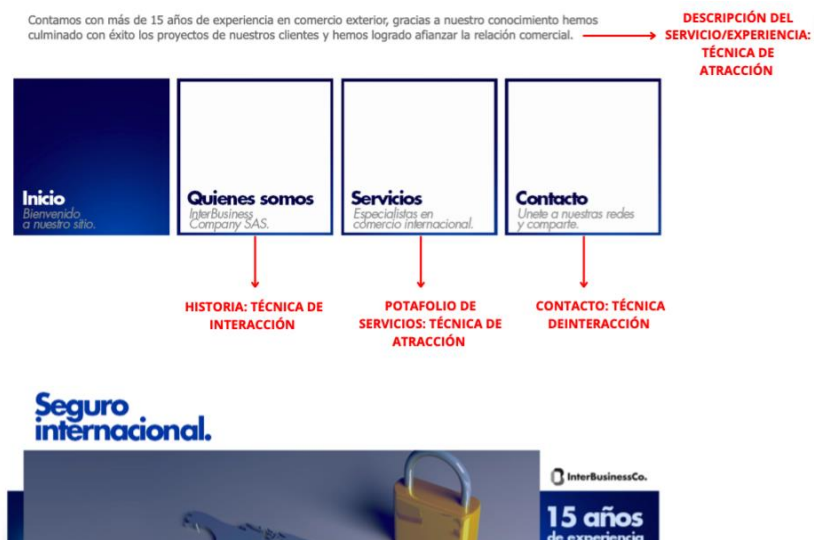 Contamos con más de 15 años de experiencia en comercio exterior, gracias a nuestro conocimiento hemos
culminado con éxito los proyectos de nuestros clientes y hemos logrado afianzar la relación comercial.
DESCRIPCIÓN DEL
SERVICIO/EXPERIENCIA:
TÉCNICA DE
ATRACCIÓN
Inicio
Bienvenido
a nuestro sitio.
Quienes somos
InterBusiness
Company SAS.
Servicios
Especialistas en
comercio internacional.
Contacto
Unete a nuestras redes
y comparte.
HISTORIA: TÉCNICA DE
INTERACCIÓN
POTAFOLIO DE
SERVICIOS: TÉCNICA DE
ATRACCIÓN
CONTACTO: TÉCNICA
DEINTERACCIÓN
Seguro
internacional.
InterBusinessCo.
15 años
de experiencia